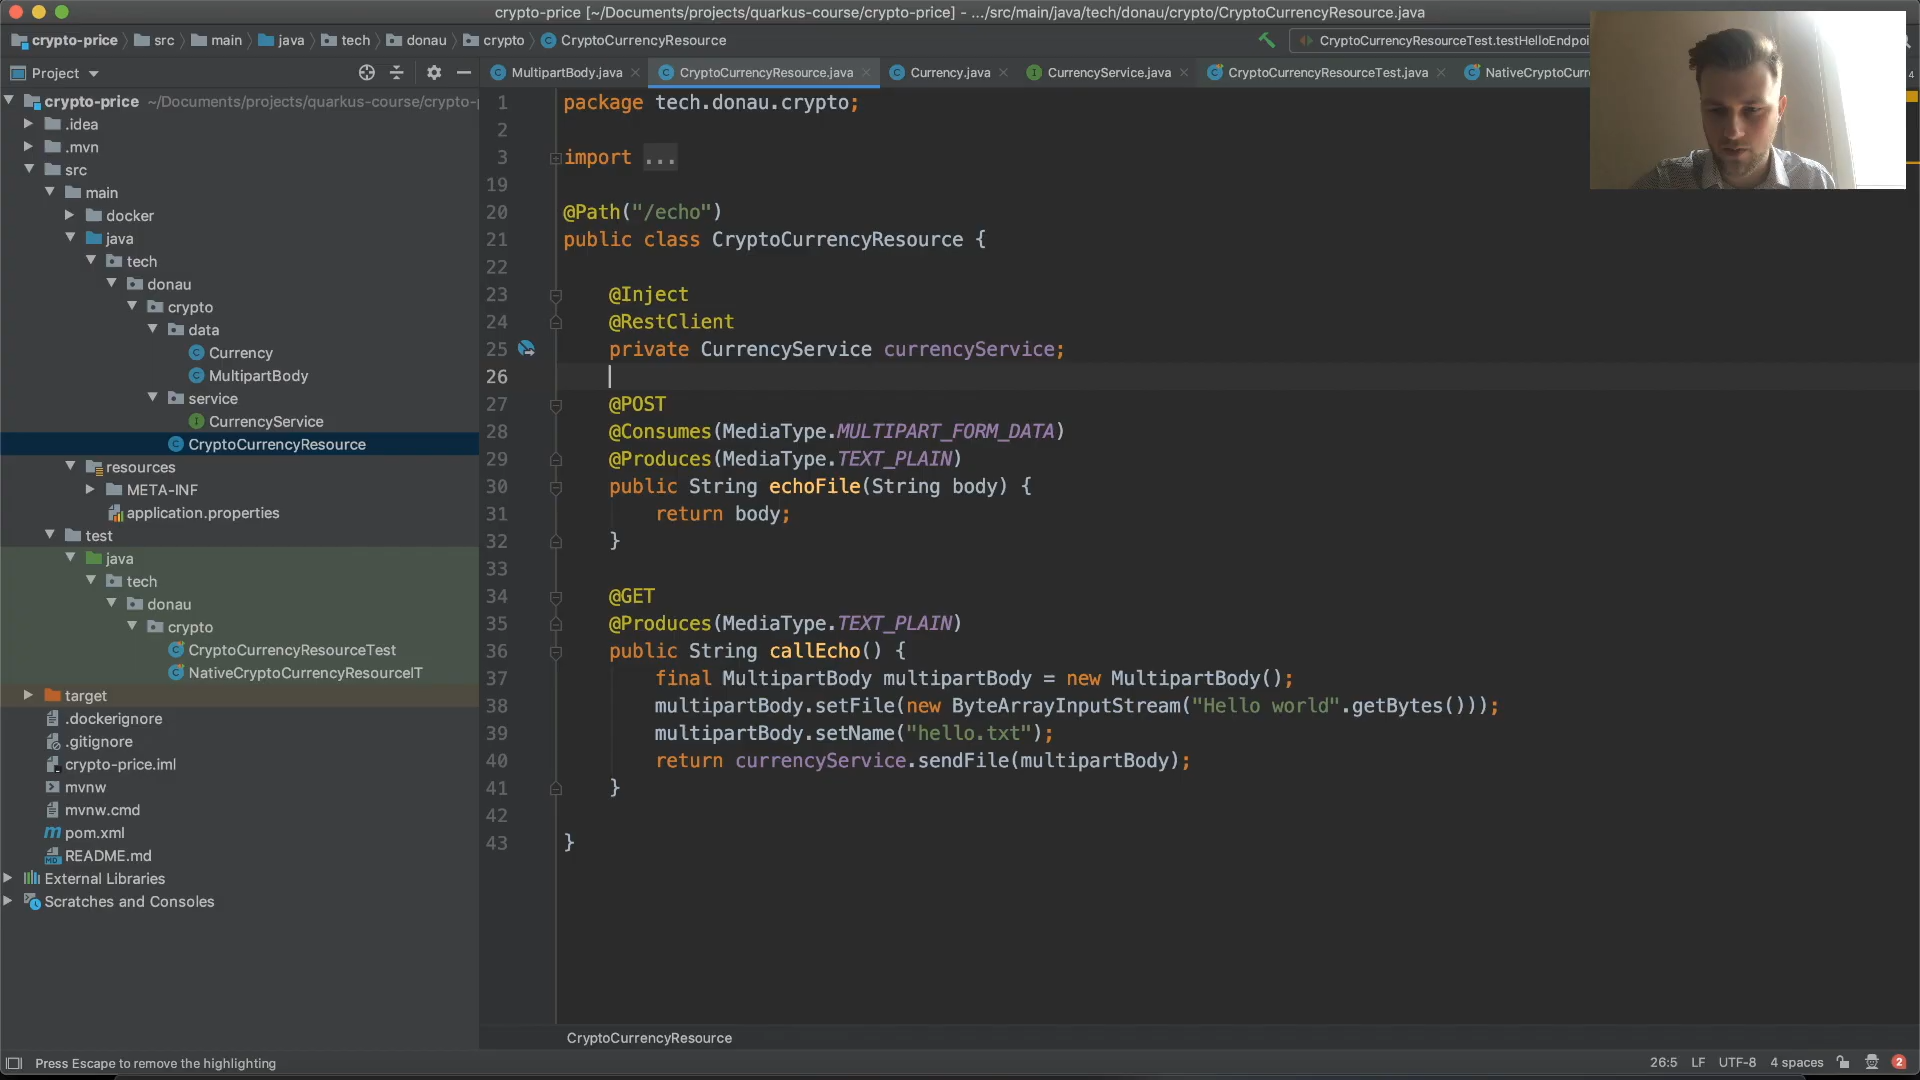 crypto-price [~/Documents/projects/quarkus-course/crypto-price] – .../src/main/java/tech/donau/crypto/CryptoCurrencyResource.java
crypto-price src main java tech donau crypto CryptoCurrencyResource
CryptoCurrencyResourceTest.testHelloEndpoi
Project
MultipartBody.java CryptoCurrencyResource.java Currency.java CurrencyService.java CryptoCurrencyResourceTest.java NativeCryptoCurr
4
crypto-price ~/Documents/projects/quarkus-course/crypto-
.idea
.mvn
src
main
docker
java
tech
donau
crypto
data
Currency
MultipartBody
service
CurrencyService
CryptoCurrencyResource
resources
META-INF
application.properties
test
java
tech
donau
crypto
CryptoCurrencyResourceTest
NativeCryptoCurrencyResourceIT
target
.dockerignore
.gitignore
crypto-price.iml
mvnw
mvnw.cmd
pom.xml
README.md
External Libraries
Scratches and Consoles
1 package tech.donau.crypto;
2
3 import ...
19
20 @Path("/echo")
21 public class CryptoCurrencyResource {
22
23 @Inject
24 @RestClient
25 private CurrencyService currencyService;
26
27 @POST
28 @Consumes(MediaType.MULTIPART_FORM_DATA)
29 @Produces(MediaType.TEXT_PLAIN)
30 public String echoFile(String body) {
31 return body;
32 }
33
34 @GET
35 @Produces(MediaType.TEXT_PLAIN)
36 public String callEcho() {
37 final MultipartBody multipartBody = new MultipartBody();
38 multipartBody.setFile(new ByteArrayInputStream("Hello world".getBytes()));
39 multipartBody.setName("hello.txt");
40 return currencyService.sendFile(multipartBody);
41 }
42
43 }
CryptoCurrencyResource
Press Escape to remove the highlighting
26:5 LF UTF-8 4 spaces 2